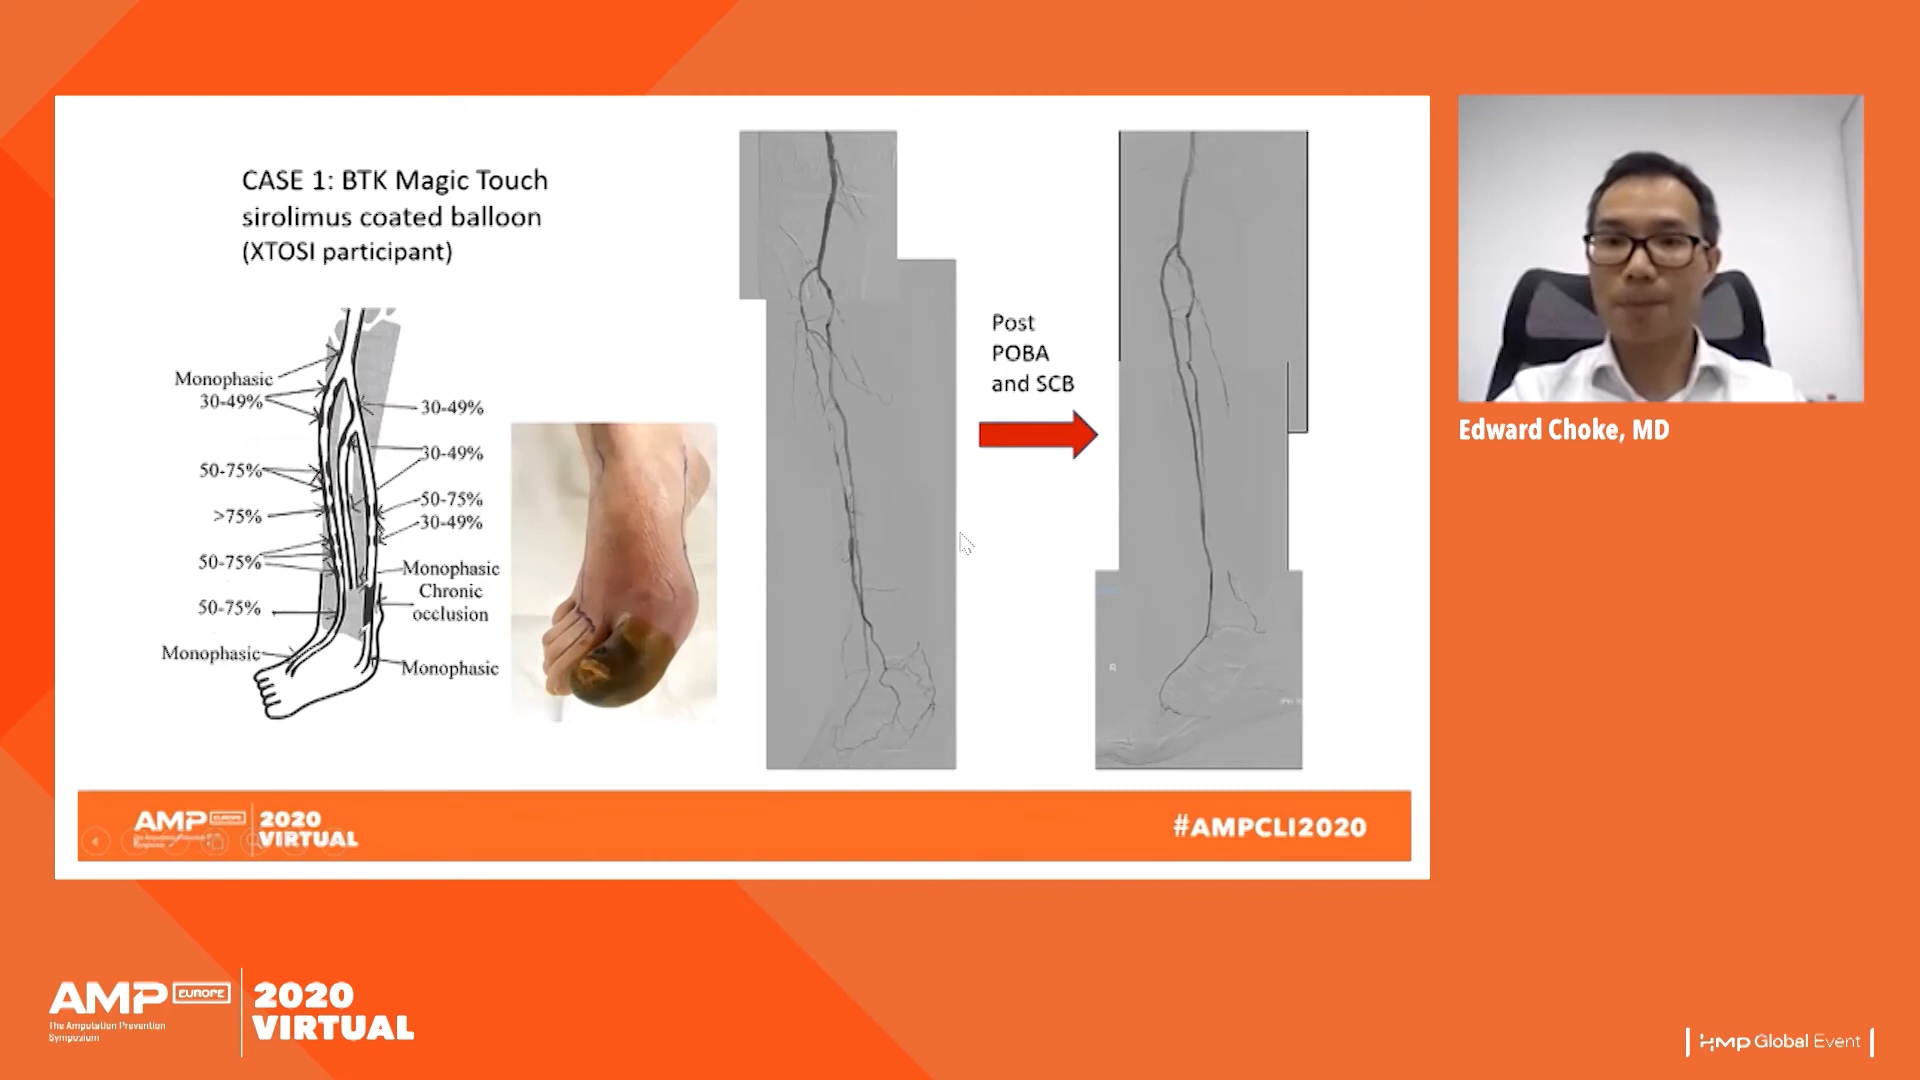 CASE 1: BTK Magic Touch
sirolimus coated balloon
(XTOSI participant)
Monophasic
30-49%
50-75%
>75%
50-75%
50-75%
Monophasic
30-49%
30-49%
50-75%
30-49%
Monophasic
Chronic
occlusion
Monophasic
Post
POBA
and SCB
R
AMP EUROPE 2020
VIRTUAL
#AMPCLI2020
Edward Choke, MD
AMP EUROPE 2020
VIRTUAL
The Amputation Prevention
Symposium
HMP Global Event